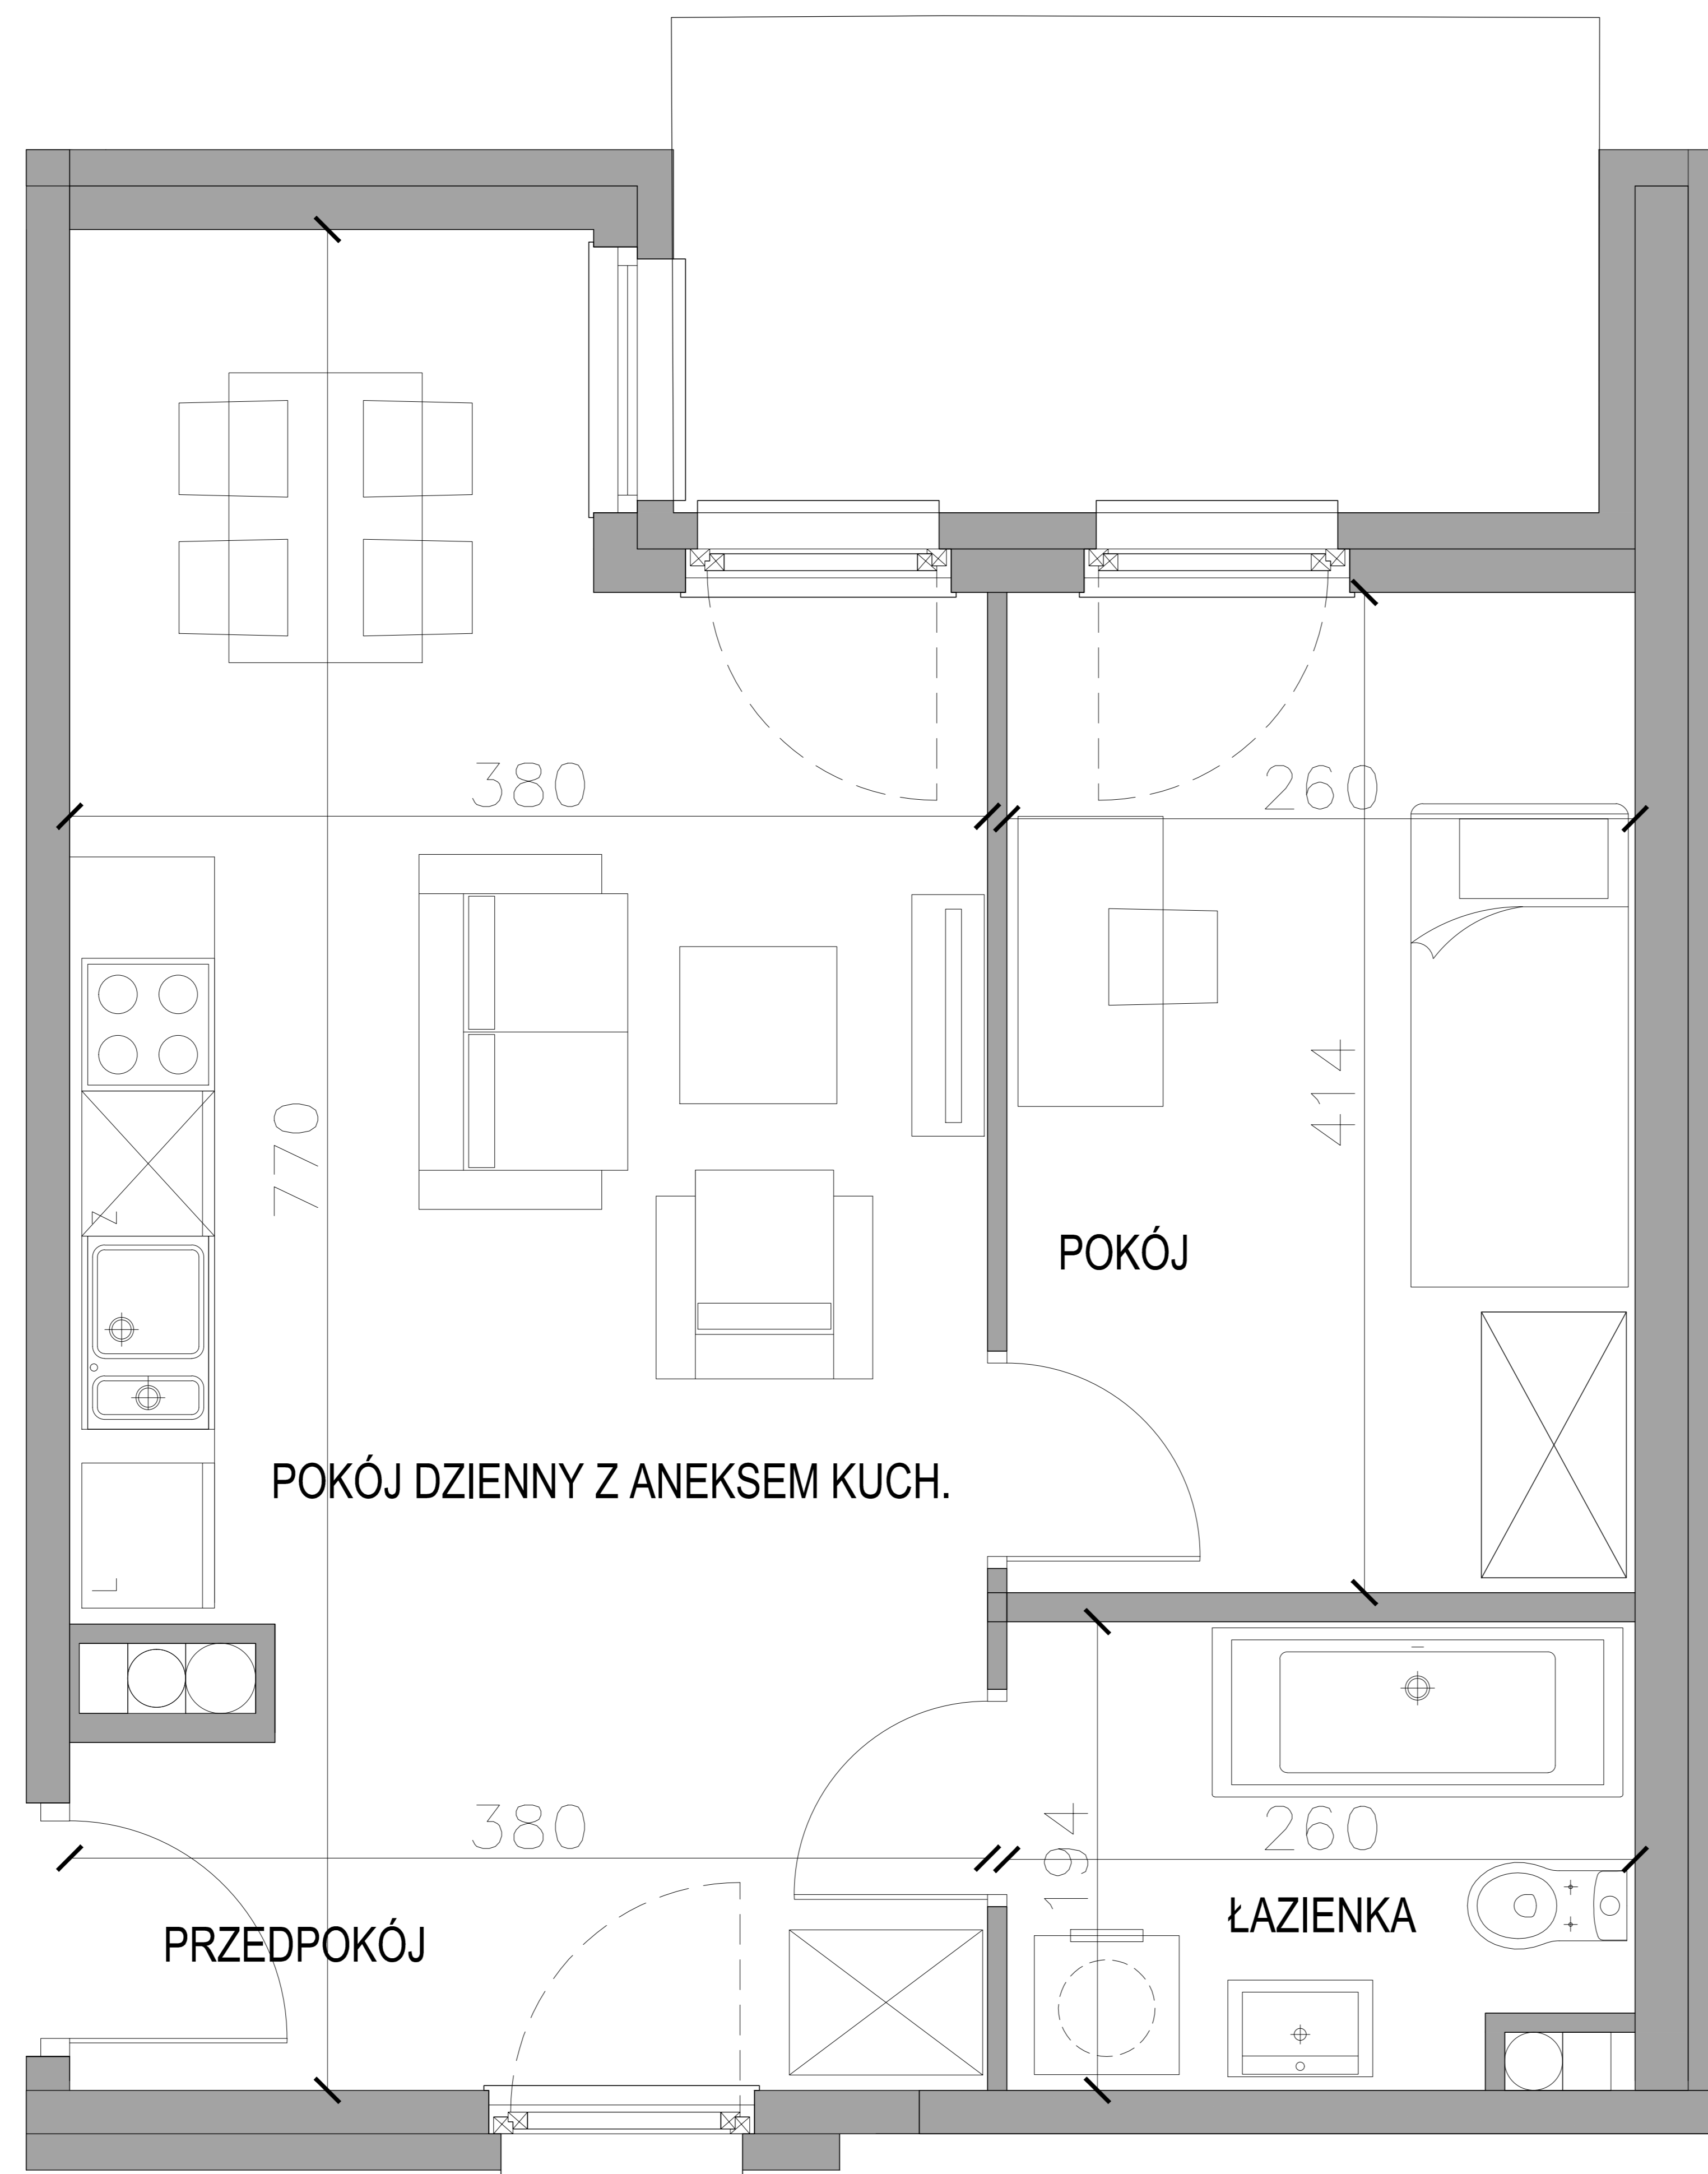 380
260
770
414
POKÓJ
POKÓJ DZIENNY Z ANEKSEM KUCH.
380
194
260
PRZEDPOKÓJ
ŁAZIENKA
Z
L